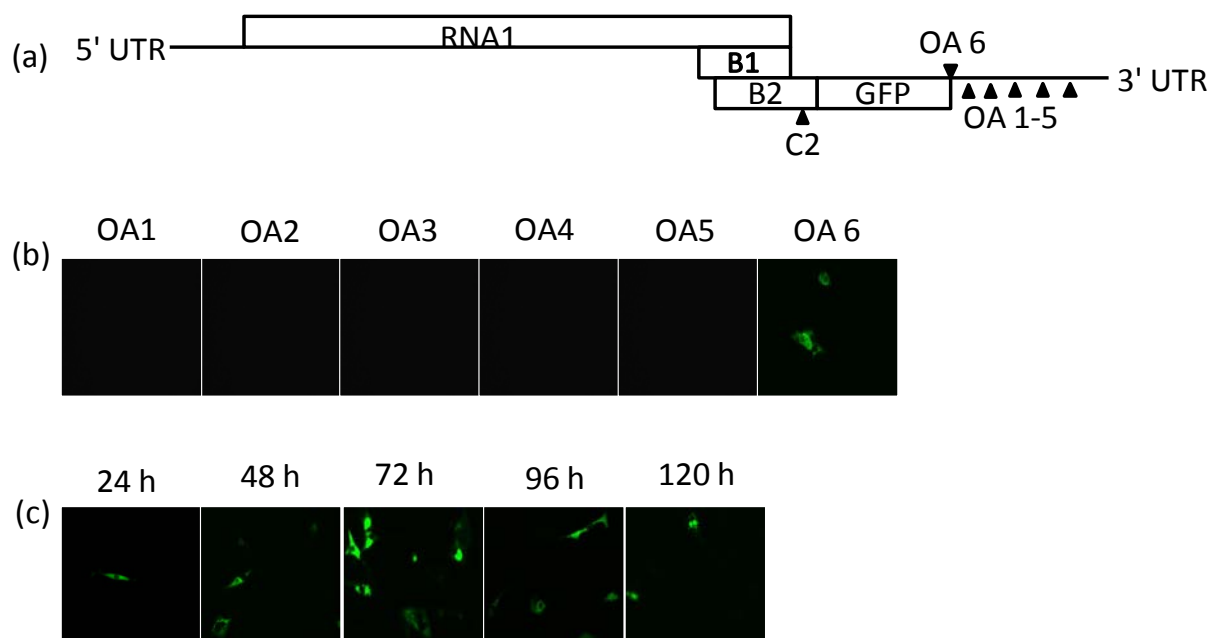 (a)
5' UTR
RNA1
B1
B2
GFP
C2
OA 6
OA 1-5
3' UTR
(b)
OA1 OA2 OA3 OA4 OA5 OA 6
(c)
24 h 48 h 72 h 96 h 120 h